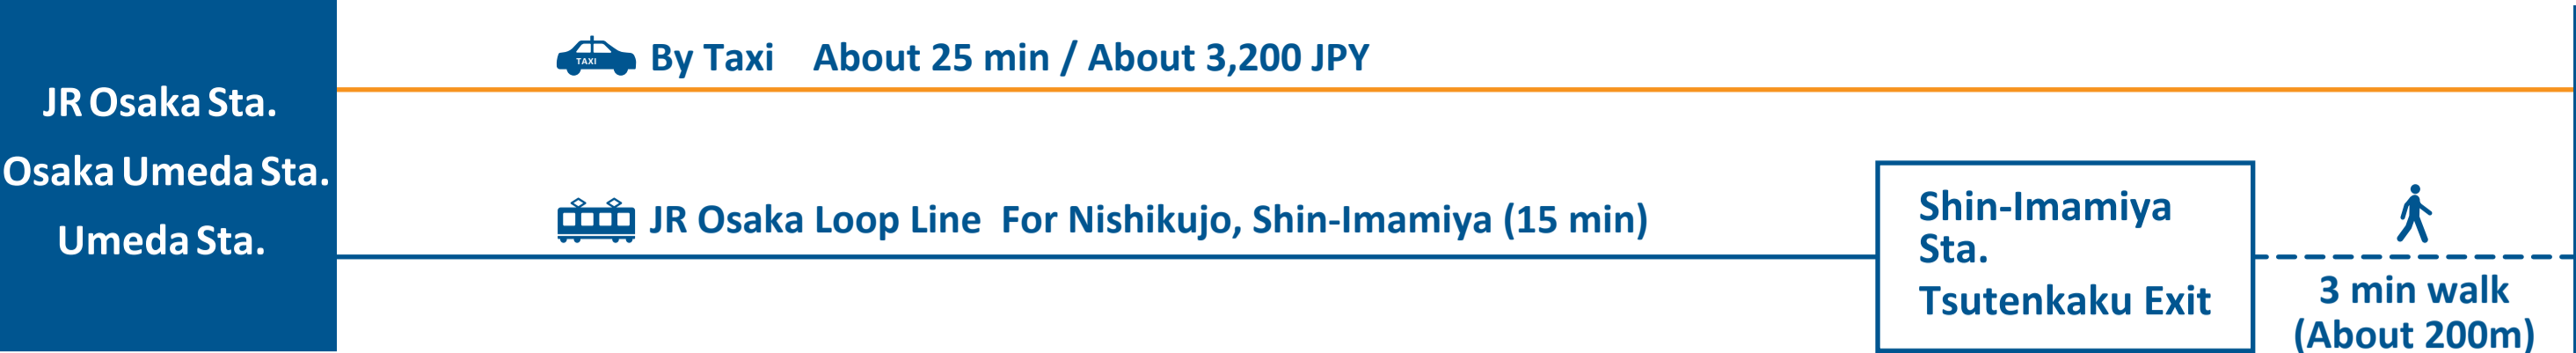 JR Osaka Sta.
Osaka Umeda Sta.
Umeda Sta.
TAXI
By Taxi About 25 min / About 3,200 JPY
JR Osaka Loop Line For Nishikujo, Shin-Imamiya (15 min)
Shin-Imamiya
Sta.
Tsutenkaku Exit
3 min walk
(About 200m)